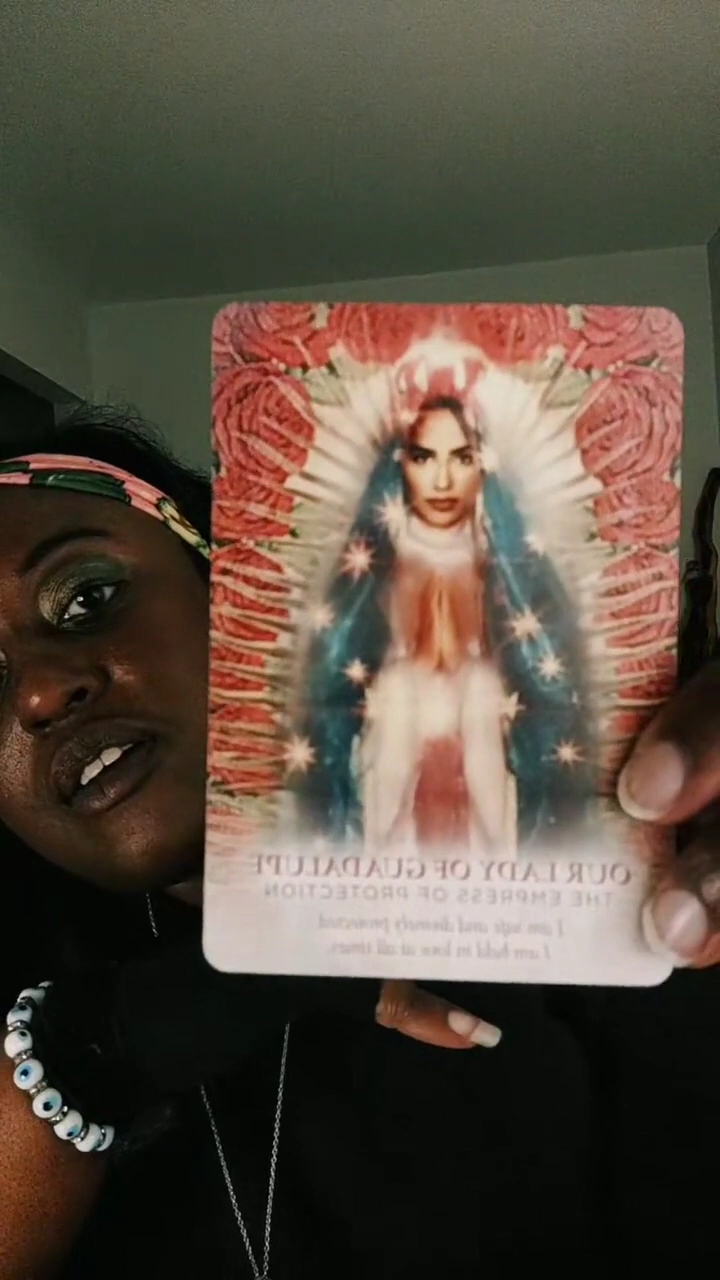 OUR LADY OF GUADALUPE
THE EMPRESS OF PROTECTION
I am safe and divinely protected.
I am held in love at all times.